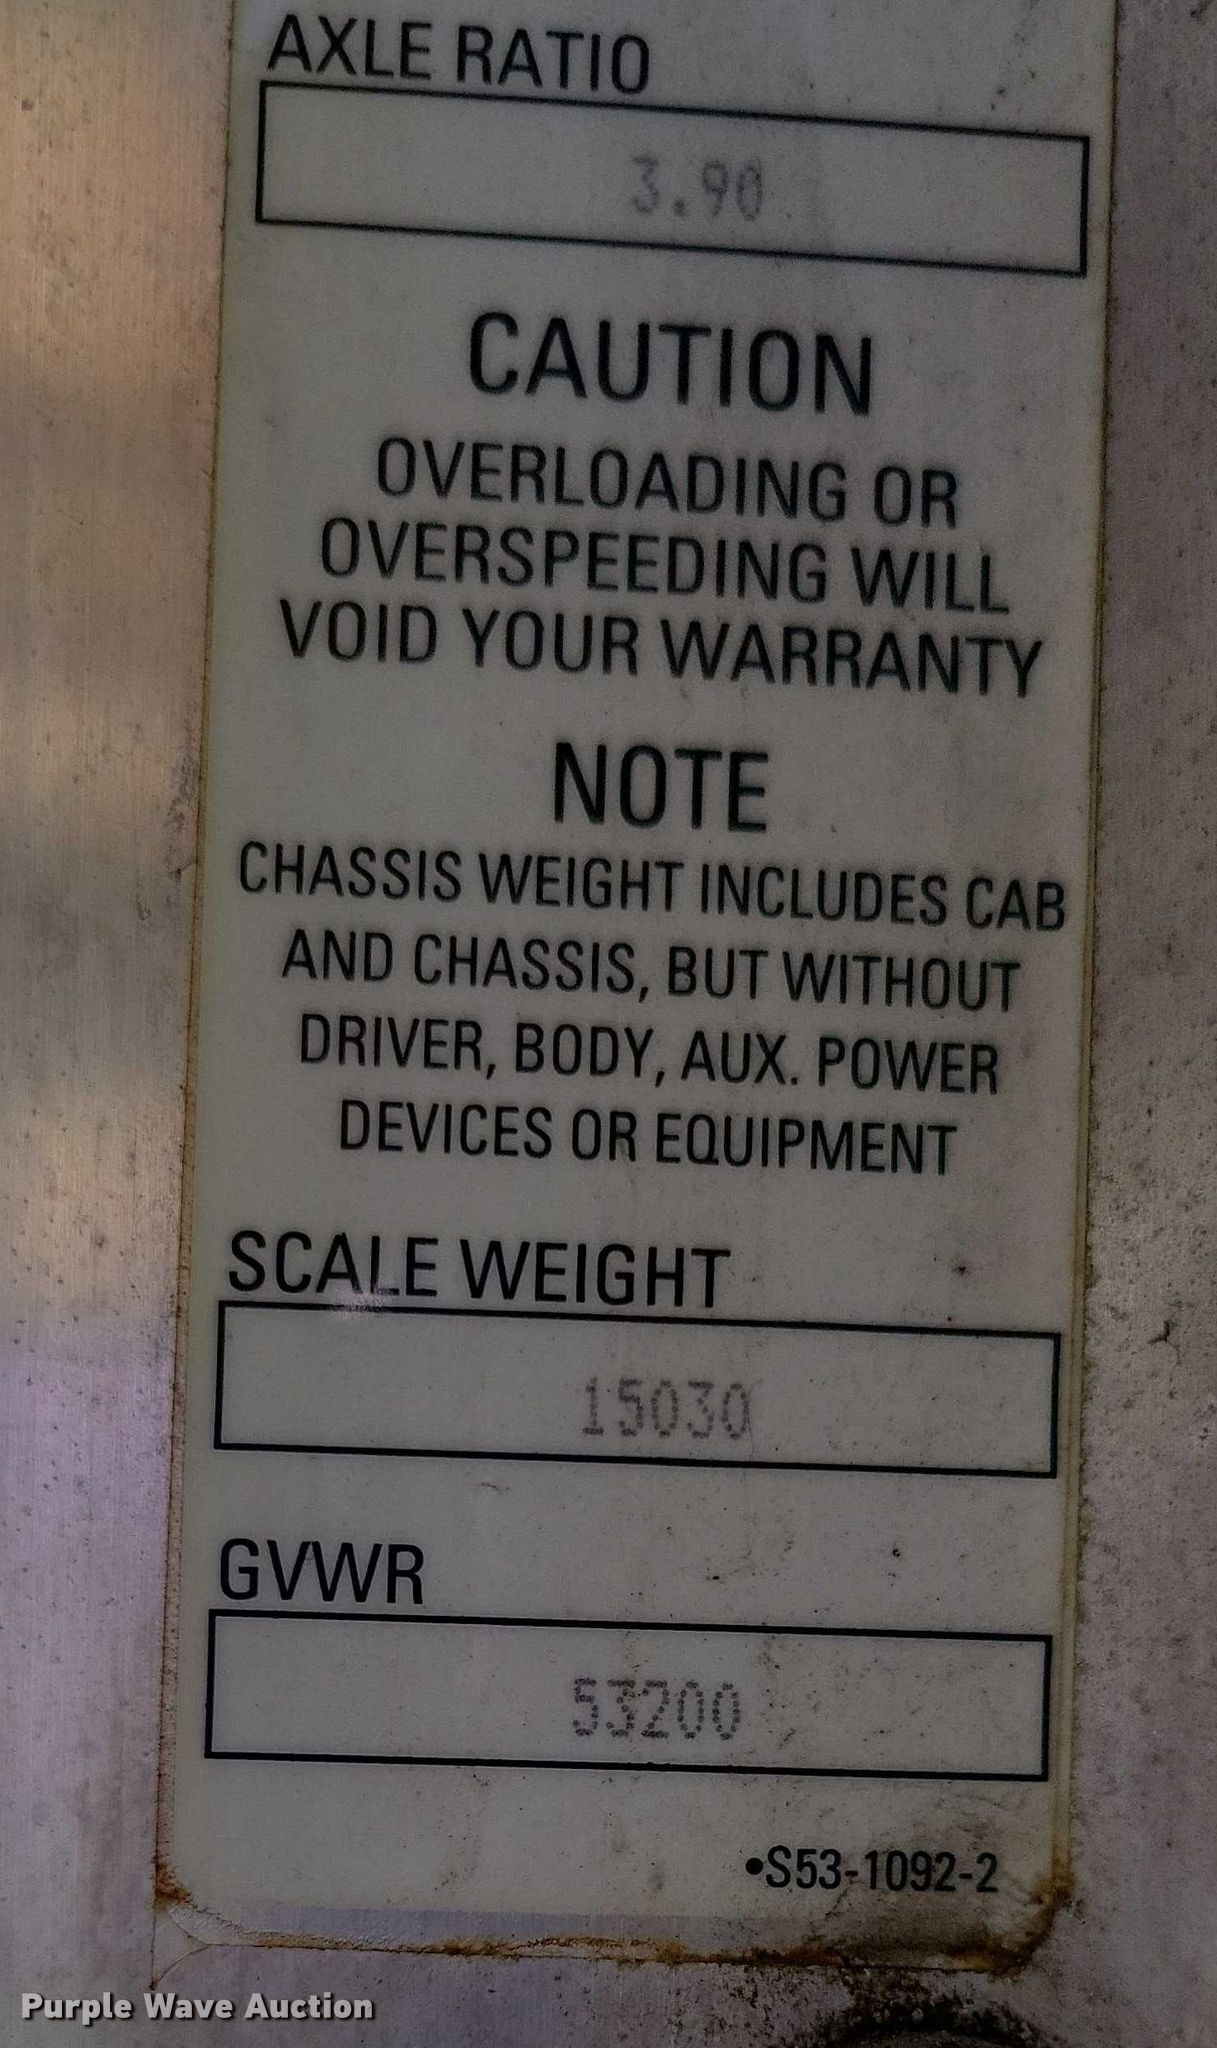 AXLE RATIO
3.90
CAUTION
OVERLOADING OR
OVERSPEEDING WILL
VOID YOUR WARRANTY
NOTE
CHASSIS WEIGHT INCLUDES CAB
AND CHASSIS, BUT WITHOUT
DRIVER, BODY, AUX. POWER
DEVICES OR EQUIPMENT
SCALE WEIGHT
15030
GVWR
53200
•S53-1092-2
Purple Wave Auction